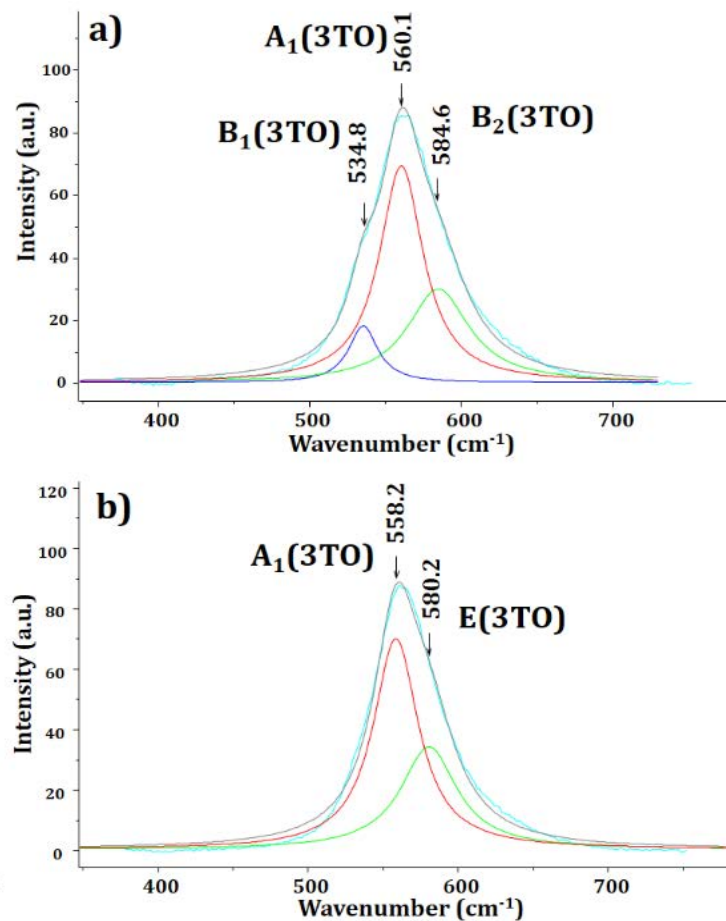 a)
A₁(3TO)
560.1
B₁(3TO)
534.8
B₂(3TO)
584.6
Intensity (a.u.)
100
80
60
40
20
0
400 500 600 700
Wavenumber (cm⁻¹)
b)
A₁(3TO)
558.2
E(3TO)
580.2
Intensity (a.u.)
120
100
80
60
40
20
0
400 500 600 700
Wavenumber (cm⁻¹)